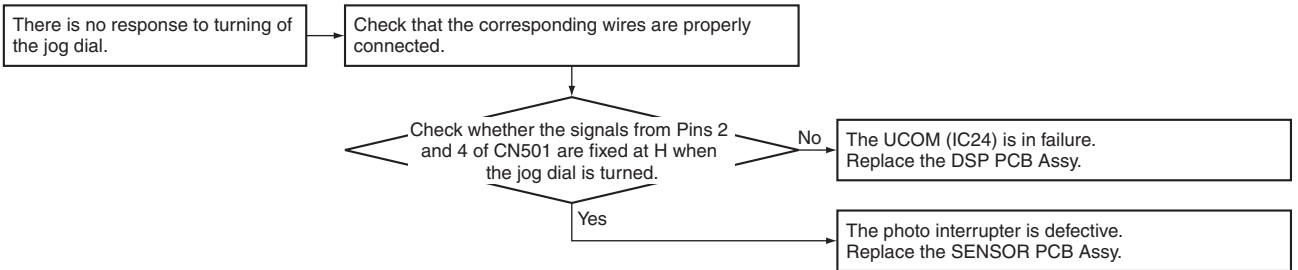 There is no response to turning of
the jog dial.
Check that the corresponding wires are properly
connected.
Check whether the signals from Pins 2
and 4 of CN501 are fixed at H when
the jog dial is turned.
No
The UCOM (IC24) is in failure.
Replace the DSP PCB Assy.
Yes
The photo interrupter is defective.
Replace the SENSOR PCB Assy.